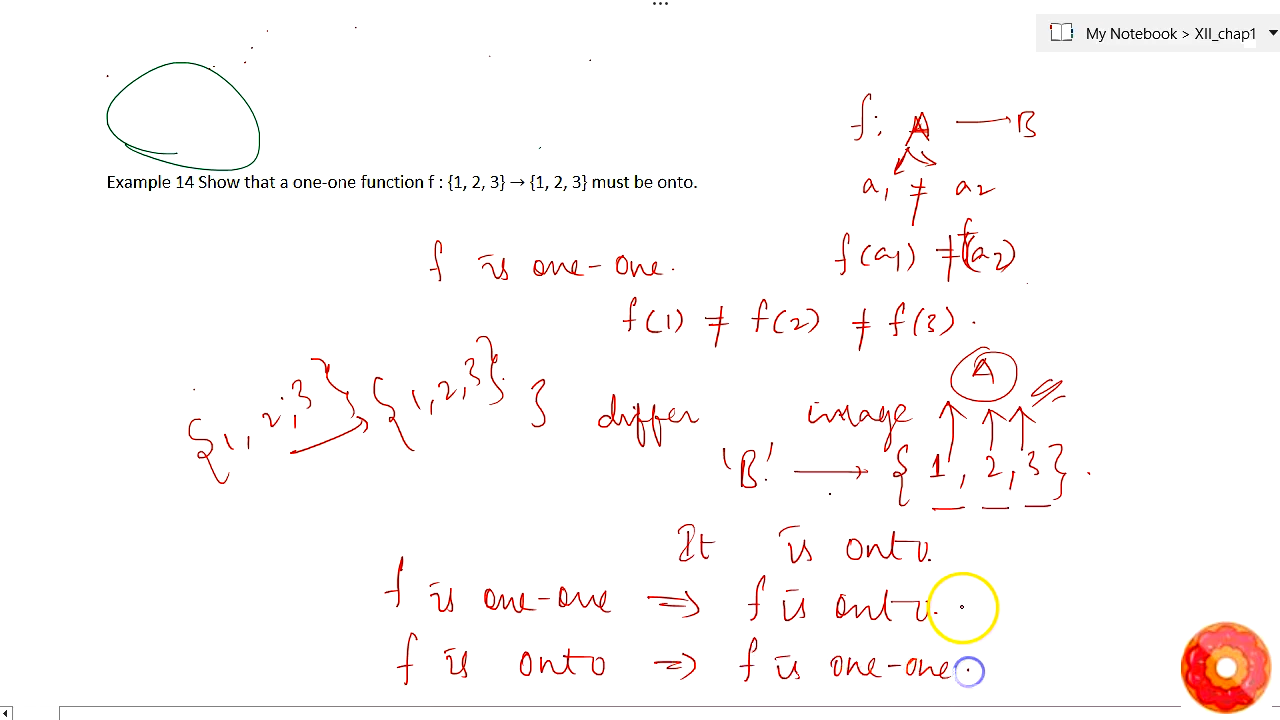 My Notebook > XII_chap1
f: A → B
Example 14 Show that a one-one function f : {1, 2, 3} → {1, 2, 3} must be onto.
a1 ≠ a2
f is one-one. f(a1) ≠ f(a2)
f(1) ≠ f(2) ≠ f(3).
A
{1, 2, 3} {1, 2, 3} } differ image
'B' → { 1, 2, 3 }.
It is onto.
f is one-one ⇒ f is onto.
f is onto ⇒ f is one-one